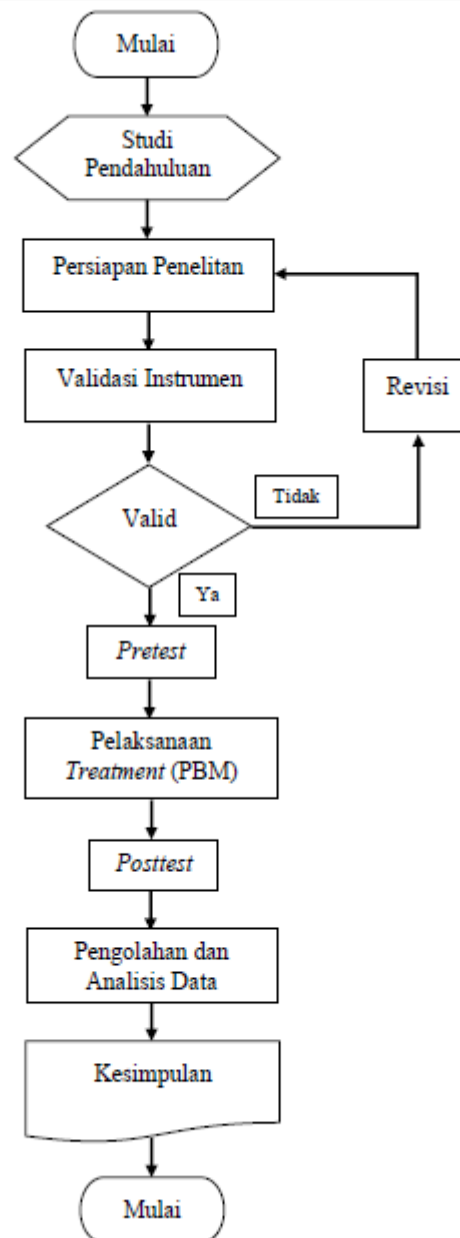 Mulai
Studi
Pendahuluan
Persiapan Penelitan
Validasi Instrumen
Revisi
Valid
Tidak
Ya
Pretest
Pelaksanaan
Treatment (PBM)
Posttest
Pengolahan dan
Analisis Data
Kesimpulan
Mulai